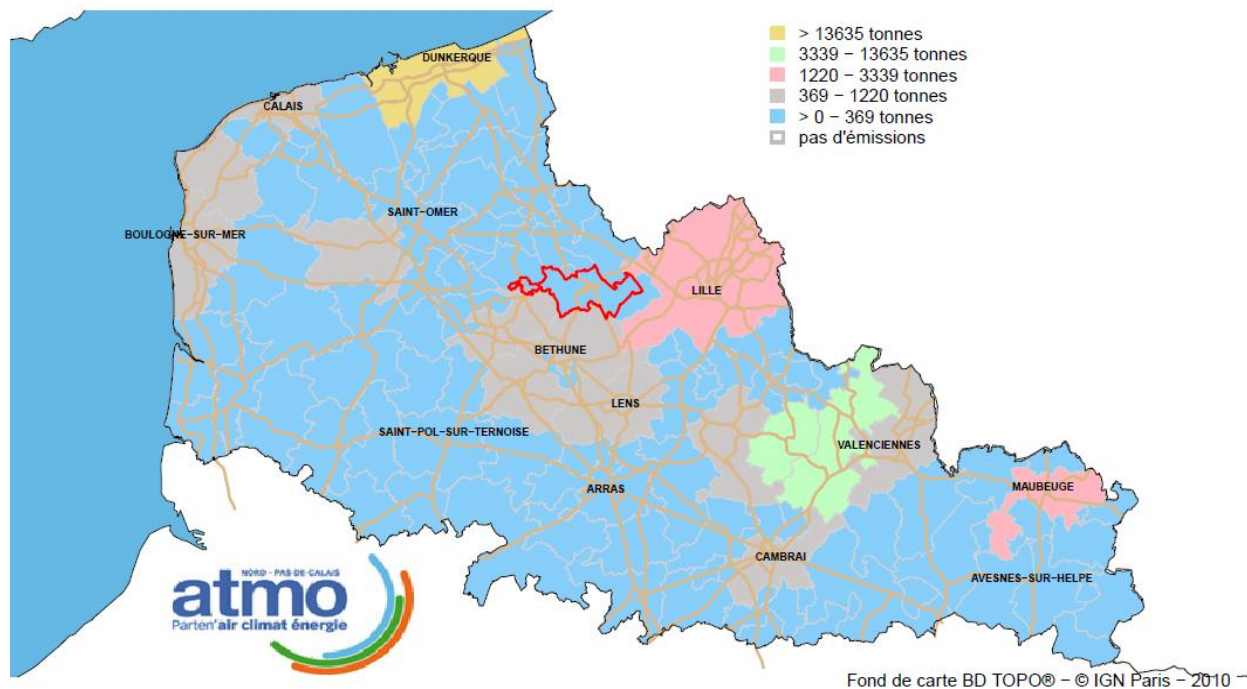 > 13635 tonnes
3339 − 13635 tonnes
1220 − 3339 tonnes
369 − 1220 tonnes
> 0 − 369 tonnes
pas d'émissions
DUNKERQUE
CALAIS
SAINT−OMER
BOULOGNE−SUR−MER
LILLE
BETHUNE
LENS
SAINT−POL−SUR−TERNOISE
VALENCIENNES
ARRAS
MAUBEUGE
CAMBRAI
AVESNES−SUR−HELPE
NORD - PAS-DE-CALAIS
atmo
Parten'air climat énergie
Fond de carte BD TOPO® − © IGN Paris − 2010